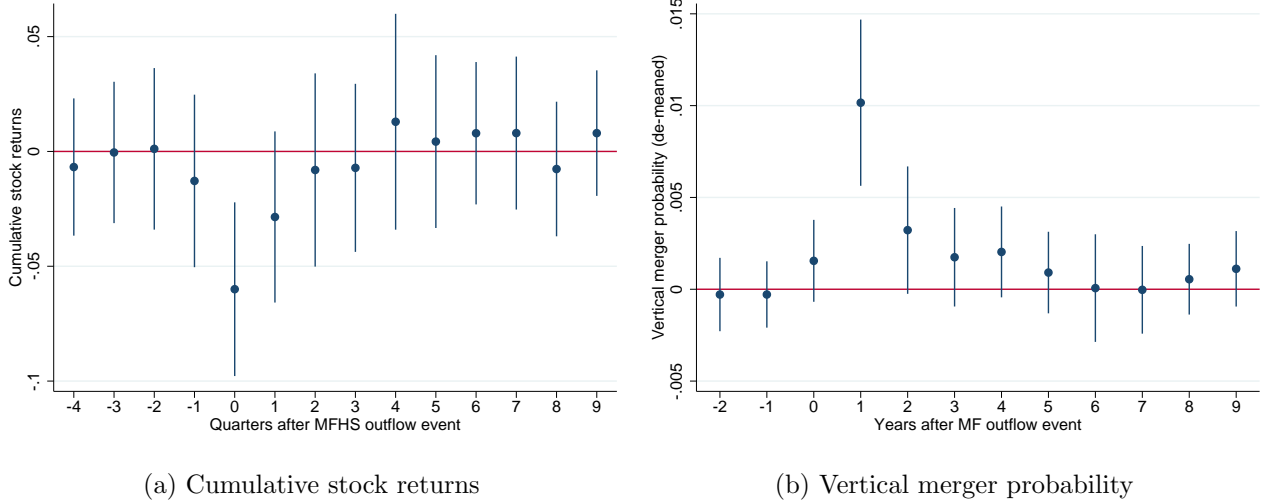 Cumulative stock returns
.05
0
-.05
-.1
-4 -3 -2 -1 0 1 2 3 4 5 6 7 8 9
Quarters after MFHS outflow event
(a) Cumulative stock returns
Vertical merger probability (de-meaned)
.015
.01
.005
0
-.005
-2 -1 0 1 2 3 4 5 6 7 8 9
Years after MF outflow event
(b) Vertical merger probability